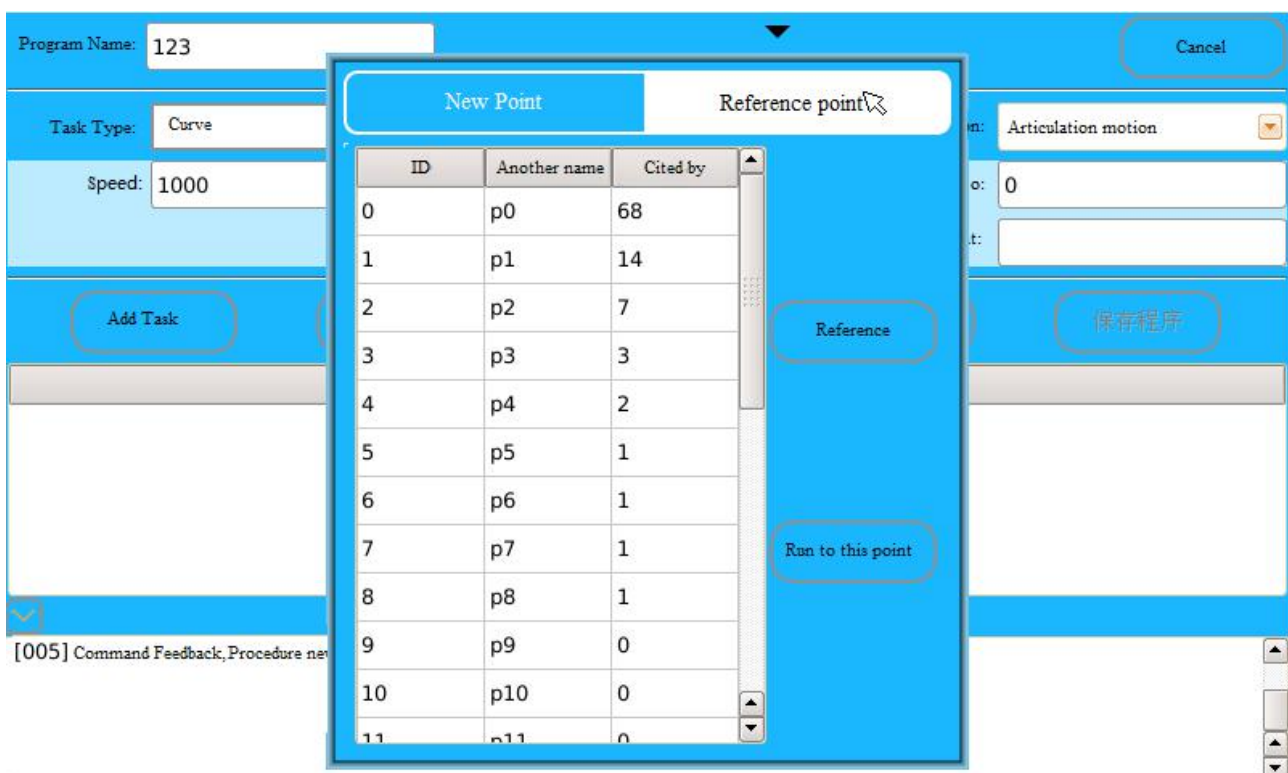 Program Name: 123
Cancel
New Point Reference point
Task Type: Curve
n: Articulation motion
Speed: 1000
o: 0
t:
ID Another name Cited by
0 p0 68
1 p1 14
2 p2 7
3 p3 3
4 p4 2
5 p5 1
6 p6 1
7 p7 1
8 p8 1
9 p9 0
10 p10 0
11 p11 0
Add Task
Reference
保存程序
Run to this point
[005] Command Feedback,Procedure ne